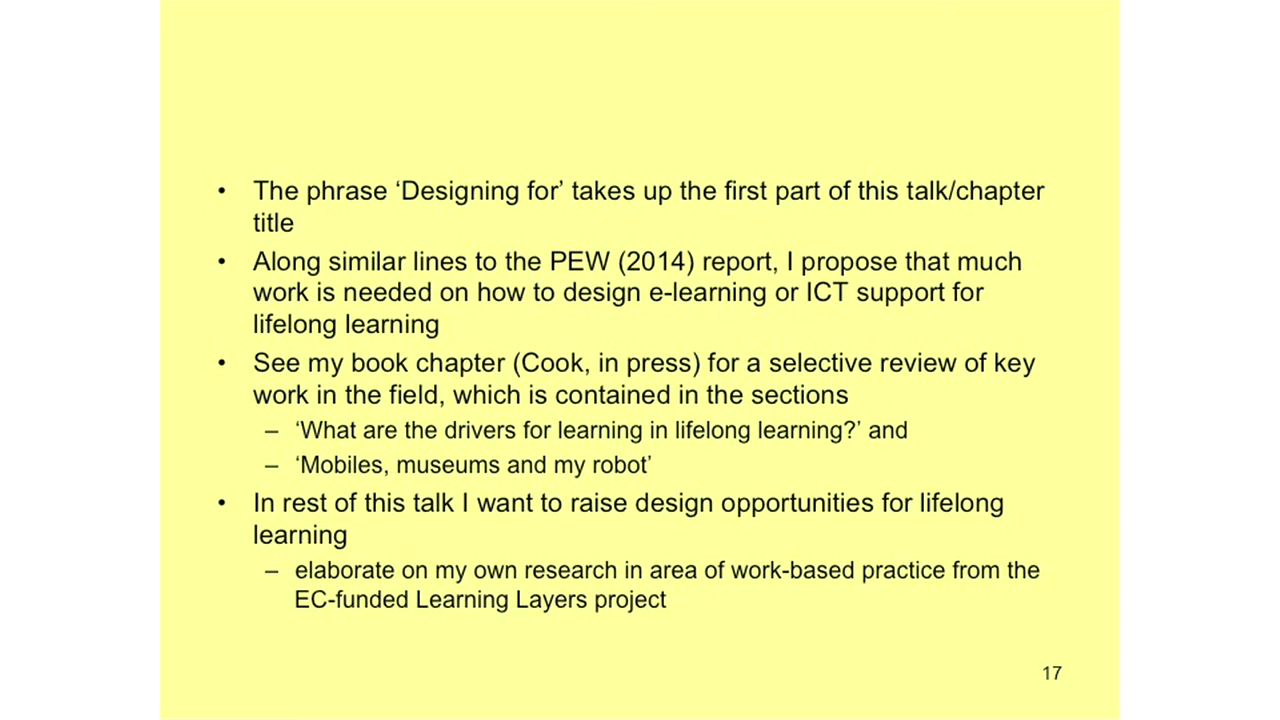 • The phrase ‘Designing for’ takes up the first part of this talk/chapter
title
• Along similar lines to the PEW (2014) report, I propose that much
work is needed on how to design e-learning or ICT support for
lifelong learning
• See my book chapter (Cook, in press) for a selective review of key
work in the field, which is contained in the sections
– ‘What are the drivers for learning in lifelong learning?’ and
– ‘Mobiles, museums and my robot’
• In rest of this talk I want to raise design opportunities for lifelong
learning
– elaborate on my own research in area of work-based practice from the
EC-funded Learning Layers project
17